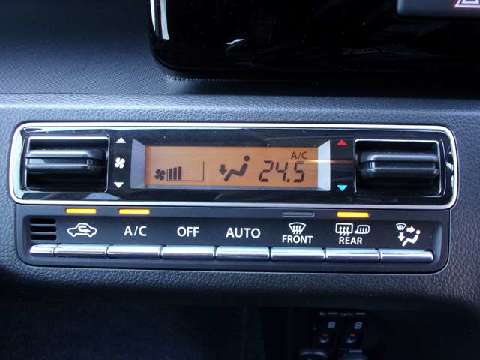 A/C
24.5
A/C OFF AUTO FRONT REAR